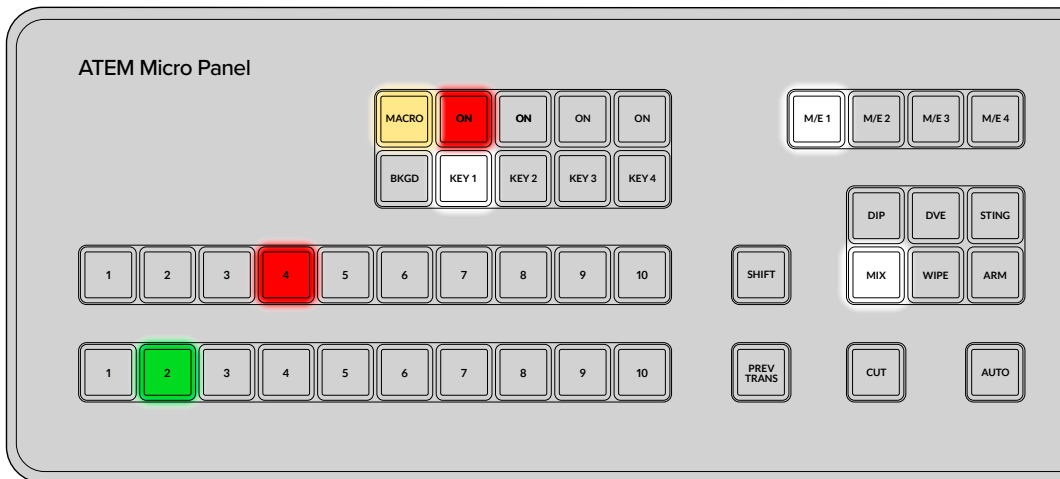 ATEM Micro Panel
MACRO ON ON ON ON
M/E 1 M/E 2 M/E 3 M/E 4
BKGD KEY 1 KEY 2 KEY 3 KEY 4
DIP DVE STING
1 2 3 4 5 6 7 8 9 10
SHIFT
MIX WIPE ARM
1 2 3 4 5 6 7 8 9 10
PREV
TRANS
CUT
AUTO